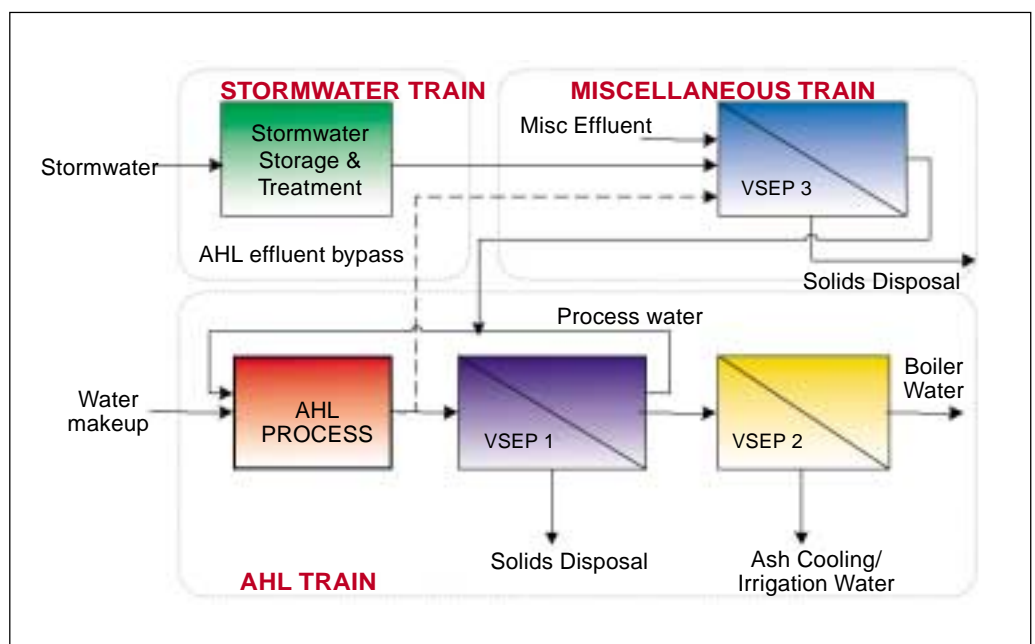 STORMWATER TRAIN
MISCELLANEOUS TRAIN
Stormwater
Stormwater
Storage &
Treatment
Misc Effluent
VSEP 3
AHL effluent bypass
Solids Disposal
Process water
Water
makeup
AHL
PROCESS
VSEP 1
VSEP 2
Boiler
Water
Solids Disposal
Ash Cooling/
Irrigation Water
AHL TRAIN